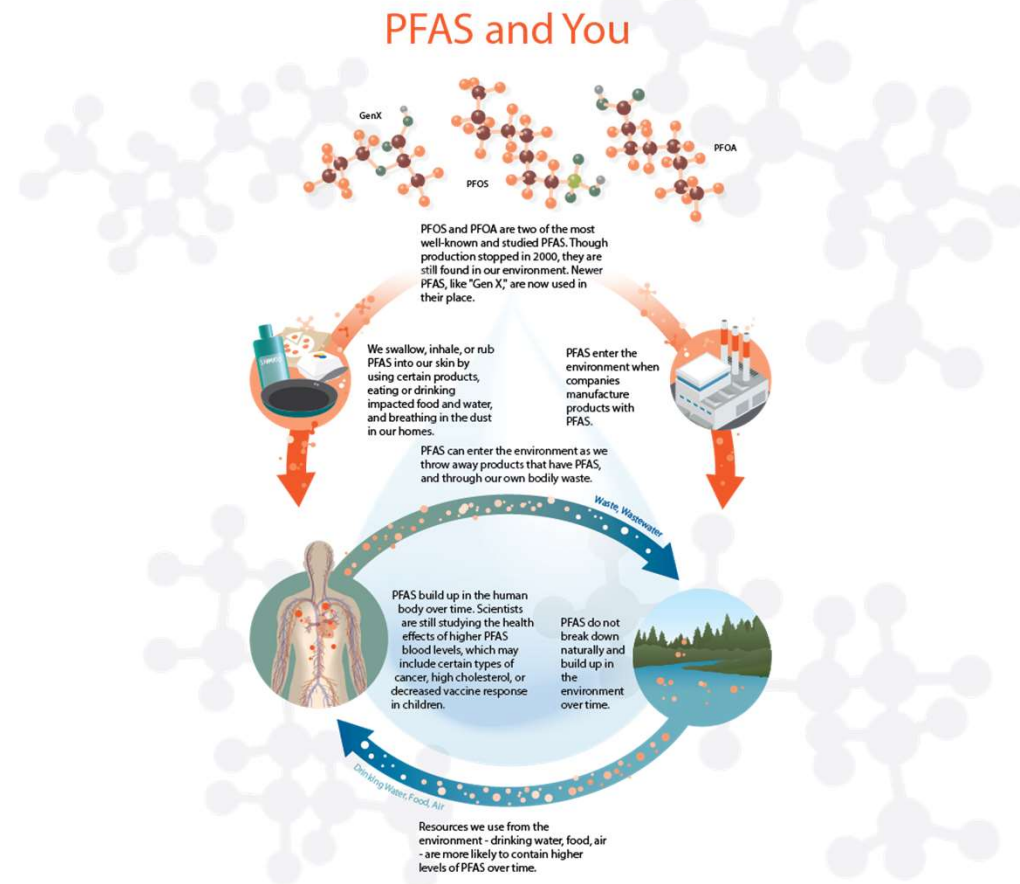 PFAS and You
GenX
PFOS
PFOA
PFOS and PFOA are two of the most
well-known and studied PFAS. Though
production stopped in 2000, they are
still found in our environment. Newer
PFAS, like "Gen X," are now used in
their place.
We swallow, inhale, or rub
PFAS into our skin by
using certain products,
eating or drinking
impacted food and water,
and breathing in the dust
in our homes.
PFAS enter the
environment when
companies
manufacture
products with
PFAS.
PFAS can enter the environment as we
throw away products that have PFAS,
and through our own bodily waste.
Waste, Wastewater
PFAS build up in the human
body over time. Scientists
are still studying the health
effects of higher PFAS
blood levels, which may
include certain types of
cancer, high cholesterol, or
decreased vaccine response
in children.
PFAS do not
break down
naturally and
build up in
the
environment
over time.
Drinking Water, Food, Air
Resources we use from the
environment - drinking water, food, air
- are more likely to contain higher
levels of PFAS over time.